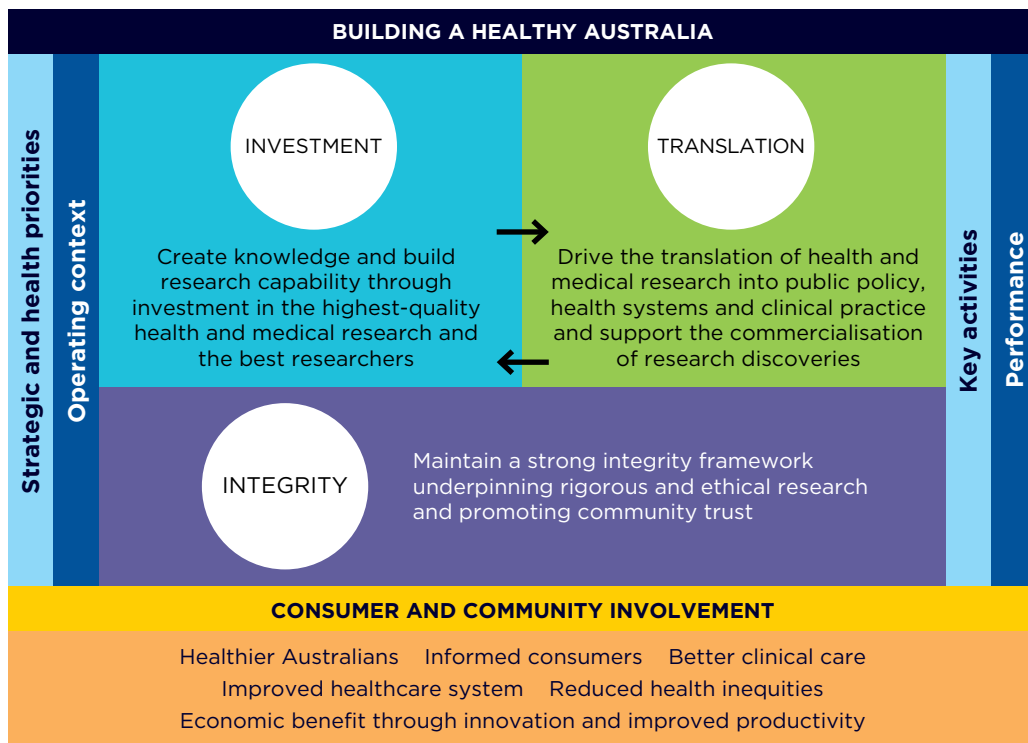 BUILDING A HEALTHY AUSTRALIA
Strategic and health priorities
Operating context
INVESTMENT
Create knowledge and build
research capability through
investment in the highest-quality
health and medical research and
the best researchers
TRANSLATION
Drive the translation of health and
medical research into public policy,
health systems and clinical practice
and support the commercialisation
of research discoveries
INTEGRITY
Maintain a strong integrity framework
underpinning rigorous and ethical research
and promoting community trust
Key activities
Performance
CONSUMER AND COMMUNITY INVOLVEMENT
Healthier Australians Informed consumers Better clinical care
Improved healthcare system Reduced health inequities
Economic benefit through innovation and improved productivity